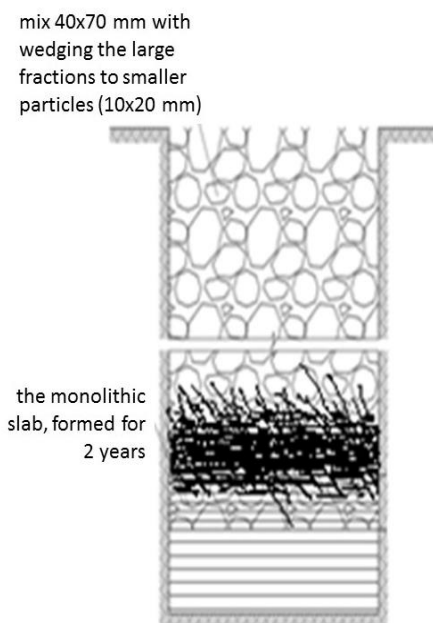 mix 40x70 mm with
wedging the large
fractions to smaller
particles (10x20 mm)
the monolithic
slab, formed for
2 years